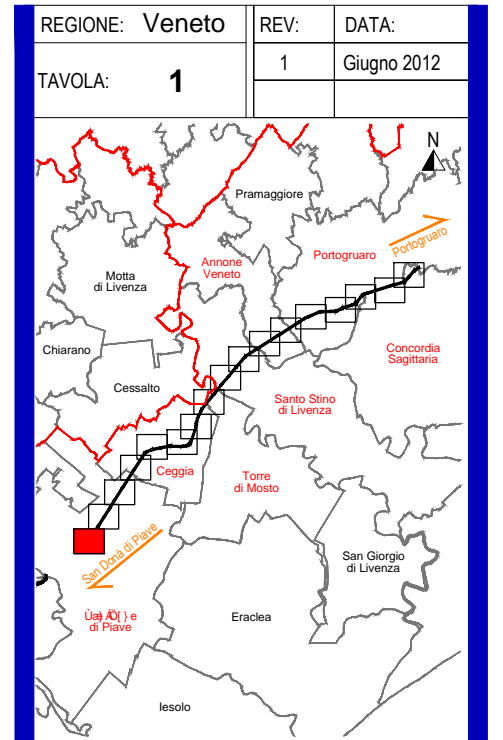 REGIONE: Veneto
REV:
DATA:
TAVOLA: 1
1
Giugno 2012
N
Pramaggiore
Portogruaro
Portogruaro
Annone
Veneto
Motta
di Livenza
Chiarano
Concordia
Sagittaria
Cessalto
Santo Stino
di Livenza
Ceggia
Torre
di Mosto
San Donà di Piave
San Giorgio
di Livenza
di Piave
Eraclea
Iesolo